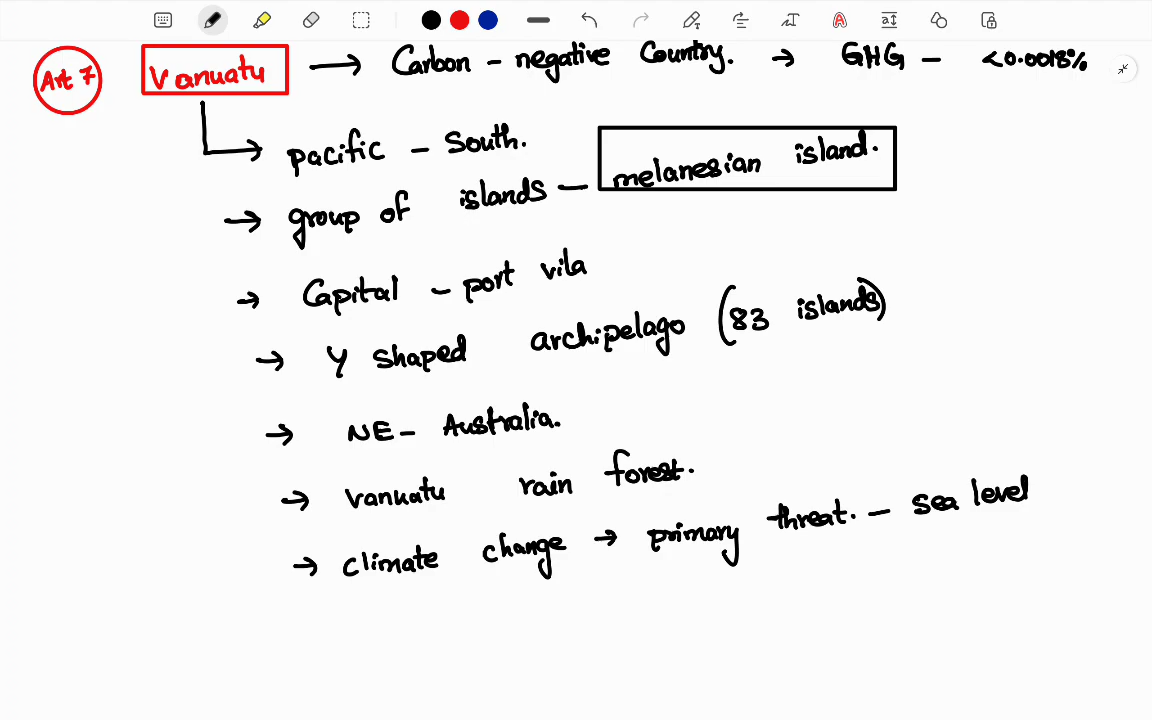 Art 7 Vanuatu → Carbon - negative Country. → GHG - <0.0018%
→ pacific - South.
→ group of islands - melanesian island.
→ Capital - port vila
→ Y shaped archipelago (83 islands)
→ NE - Australia.
→ vanuatu rain forest.
→ climate change → primary threat. - sea level